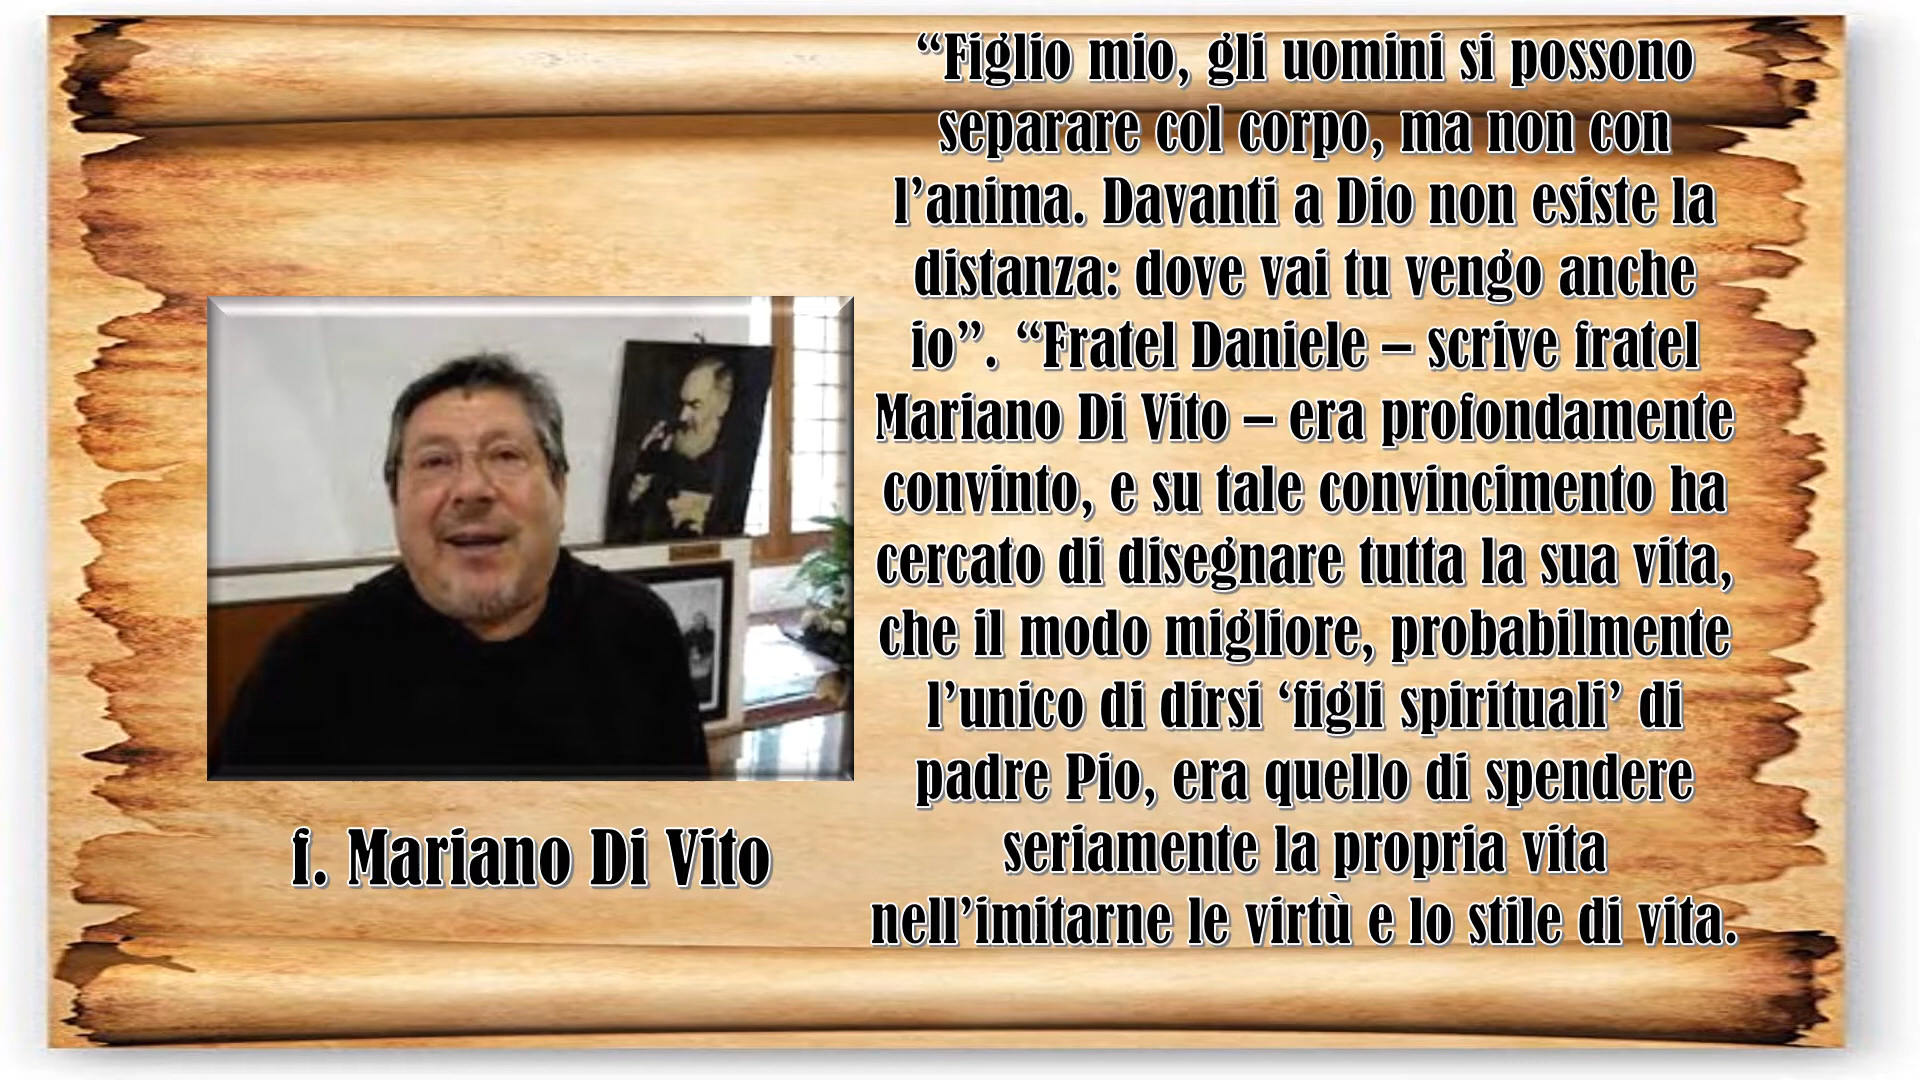 “Figlio mio, gli uomini si possono
separare col corpo, ma non con
l’anima. Davanti a Dio non esiste la
distanza: dove vai tu vengo anche
io”. “Fratel Daniele – scrive fratel
Mariano Di Vito – era profondamente
convinto, e su tale convincimento ha
cercato di disegnare tutta la sua vita,
che il modo migliore, probabilmente
l’unico di dirsi ‘figli spirituali’ di
padre Pio, era quello di spendere
seriamente la propria vita
nell’imitarne le virtù e lo stile di vita.
f. Mariano Di Vito